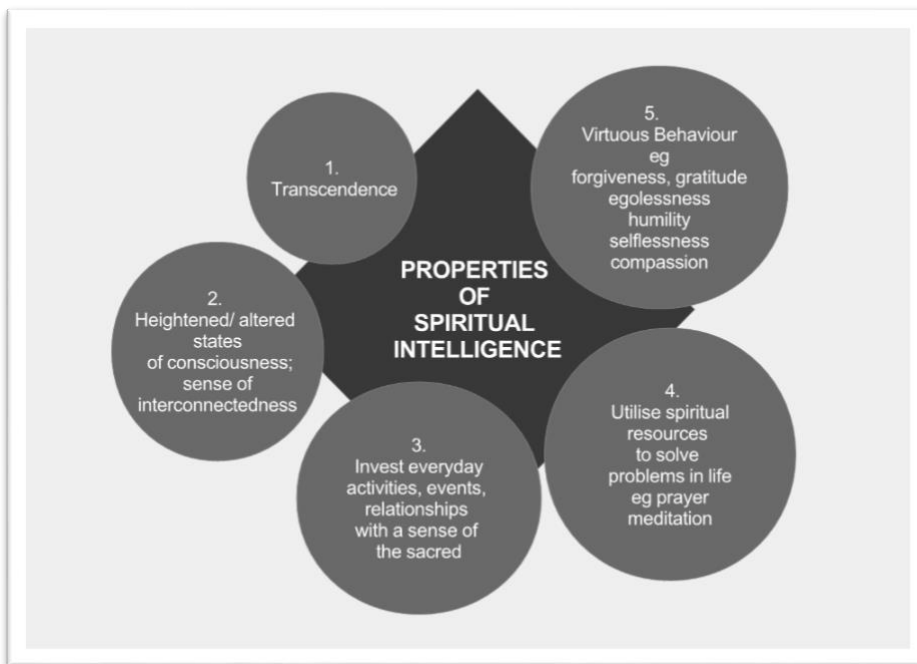 PROPERTIES
OF
SPIRITUAL
INTELLIGENCE
1.
Transcendence
2.
Heightened/ altered
states
of consciousness;
sense of
interconnectedness
3.
Invest everyday
activities, events,
relationships
with a sense of
the sacred
4.
Utilise spiritual
resources
to solve
problems in life
eg prayer
meditation
5.
Virtuous Behaviour
eg
forgiveness, gratitude
egolessness
humility
selflessness
compassion